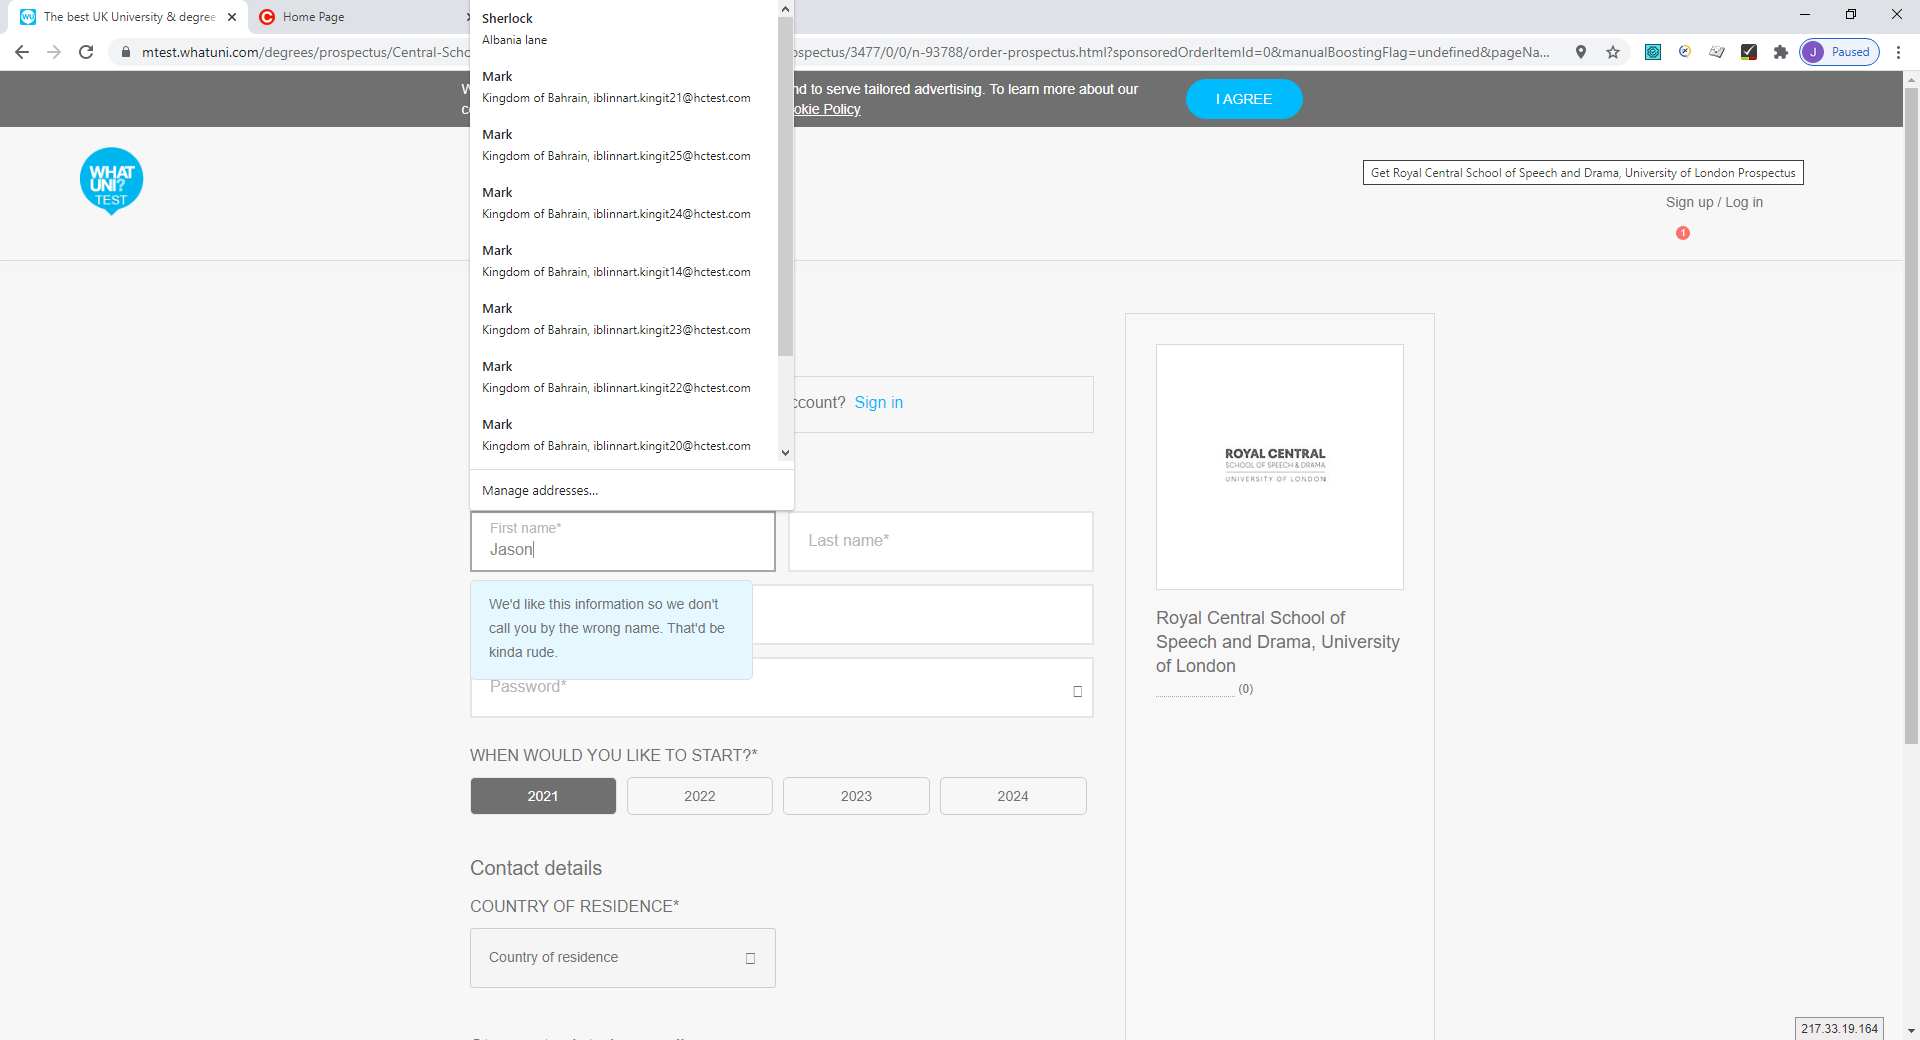 The best UK University & degree
Home Page
mtest.whatuni.com/degrees/prospectus/Central-Scho
spectus/3477/0/0/n-93788/order-prospectus.html?sponsoredOrderItemId=0&manualBoostingFlag=undefined&pageNa...
J Paused
nd to serve tailored advertising. To learn more about our
okie Policy
I AGREE
WHAT
UNI?
TEST
Get Royal Central School of Speech and Drama, University of London Prospectus
Sign up / Log in
1
Sherlock
Albania lane
Mark
Kingdom of Bahrain, iblinnart.kingit21@hctest.com
Mark
Kingdom of Bahrain, iblinnart.kingit25@hctest.com
Mark
Kingdom of Bahrain, iblinnart.kingit24@hctest.com
Mark
Kingdom of Bahrain, iblinnart.kingit14@hctest.com
Mark
Kingdom of Bahrain, iblinnart.kingit23@hctest.com
Mark
Kingdom of Bahrain, iblinnart.kingit22@hctest.com
Mark
Kingdom of Bahrain, iblinnart.kingit20@hctest.com
Manage addresses...
ccount? Sign in
First name*
Jason
Last name*
We'd like this information so we don't
call you by the wrong name. That'd be
kinda rude.
Password*
WHEN WOULD YOU LIKE TO START?*
2021
2022
2023
2024
Contact details
COUNTRY OF RESIDENCE*
Country of residence
ROYAL CENTRAL
SCHOOL OF SPEECH & DRAMA
UNIVERSITY OF LONDON
Royal Central School of
Speech and Drama, University
of London
(0)
217.33.19.164